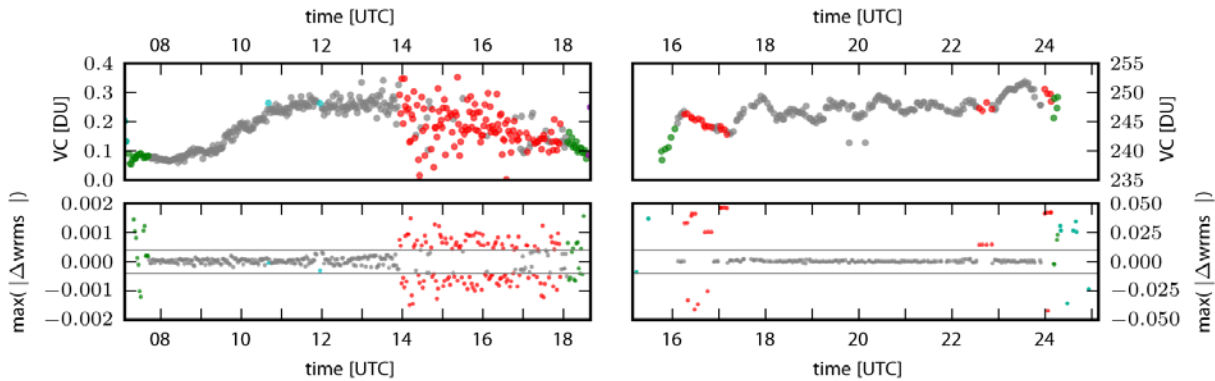 time [UTC]
08 10 12 14 16 18
VC [DU]
0.4
0.3
0.2
0.1
0.0
max( |Δwrms |)
0.002
0.001
0.000
−0.001
−0.002
08 10 12 14 16 18
time [UTC]
time [UTC]
16 18 20 22 24
255
250
245
240
235
VC [DU]
0.050
0.025
0.000
−0.025
−0.050
max( |Δwrms |)
16 18 20 22 24
time [UTC]